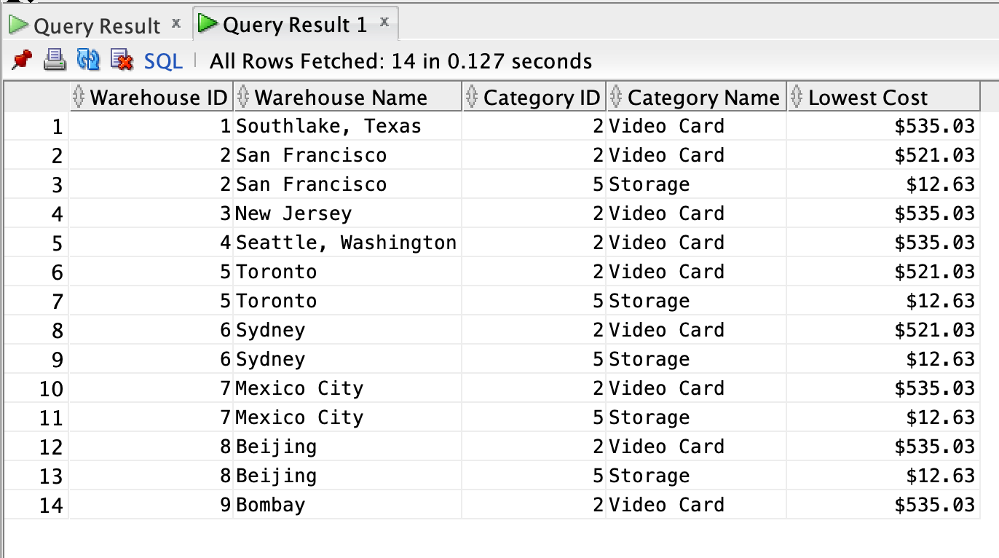 Query Result x Query Result 1 x
SQL | All Rows Fetched: 14 in 0.127 seconds
Warehouse ID Warehouse Name Category ID Category Name Lowest Cost
1 1 Southlake, Texas 2 Video Card $535.03
2 2 San Francisco 2 Video Card $521.03
3 2 San Francisco 5 Storage $12.63
4 3 New Jersey 2 Video Card $535.03
5 4 Seattle, Washington 2 Video Card $535.03
6 5 Toronto 2 Video Card $521.03
7 5 Toronto 5 Storage $12.63
8 6 Sydney 2 Video Card $521.03
9 6 Sydney 5 Storage $12.63
10 7 Mexico City 2 Video Card $535.03
11 7 Mexico City 5 Storage $12.63
12 8 Beijing 2 Video Card $535.03
13 8 Beijing 5 Storage $12.63
14 9 Bombay 2 Video Card $535.03